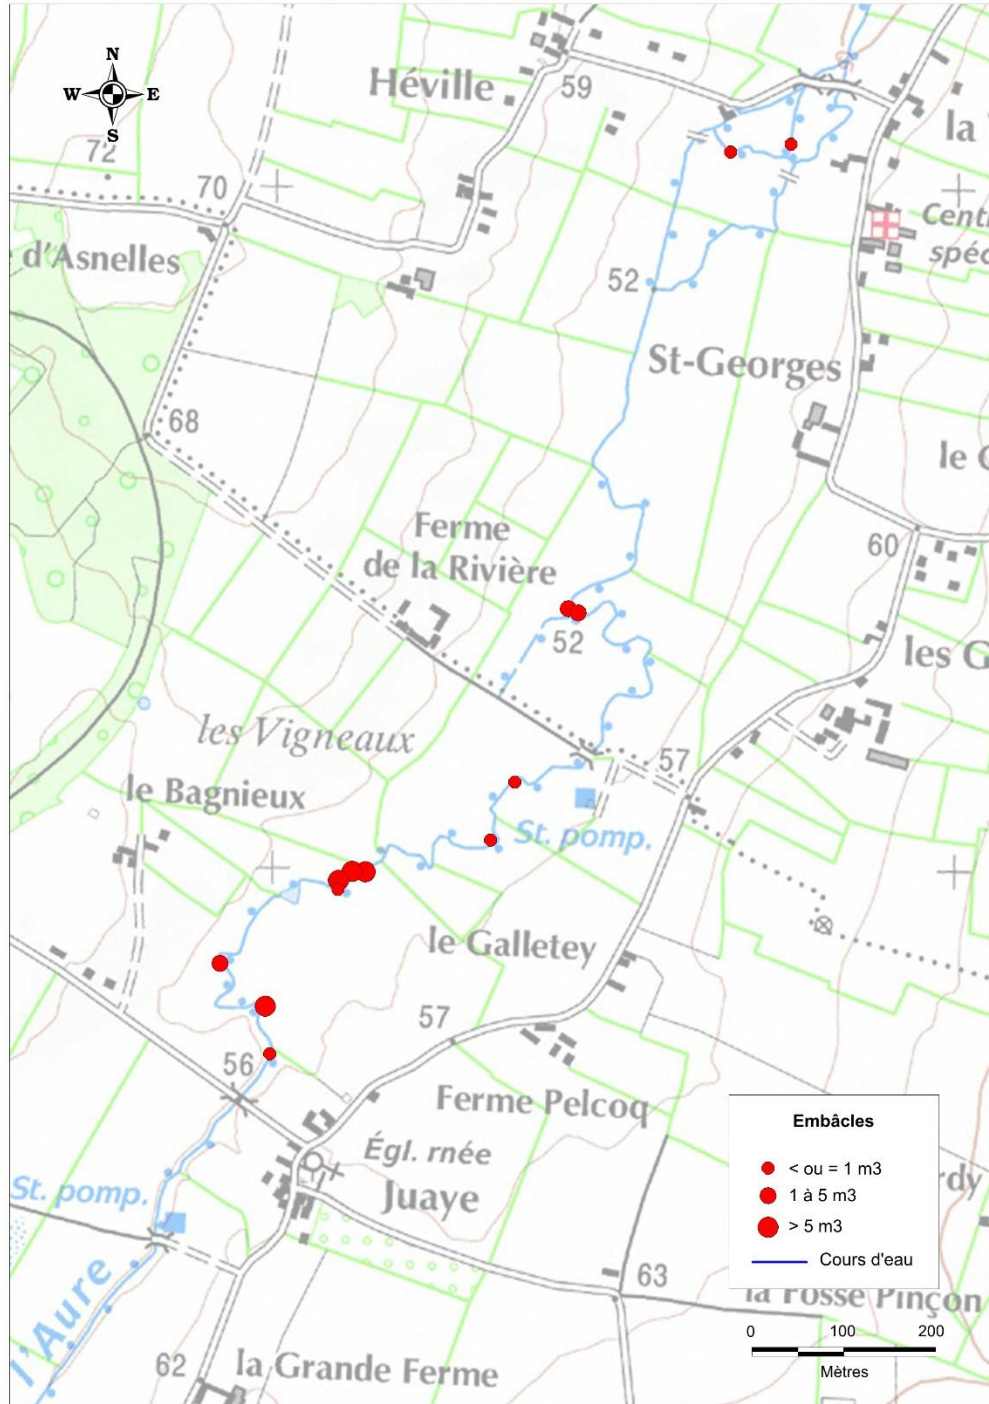 N
W E
S
Héville
59
la
72
70
Cent
spéc
d'Asnelles
52
St-Georges
68
le
Ferme
de la Rivière
60
52
les G
les Vigneaux
57
le Bagnieux
St. pomp.
le Galletey
57
56
Ferme Pelcoq
Égl. rnée
St. pomp.
Juaye
rdy
l'Aure
63
la Fosse Pinçon
62
la Grande Ferme
Embâcles
< ou = 1 m3
1 à 5 m3
> 5 m3
Cours d'eau
0 100 200
Mètres